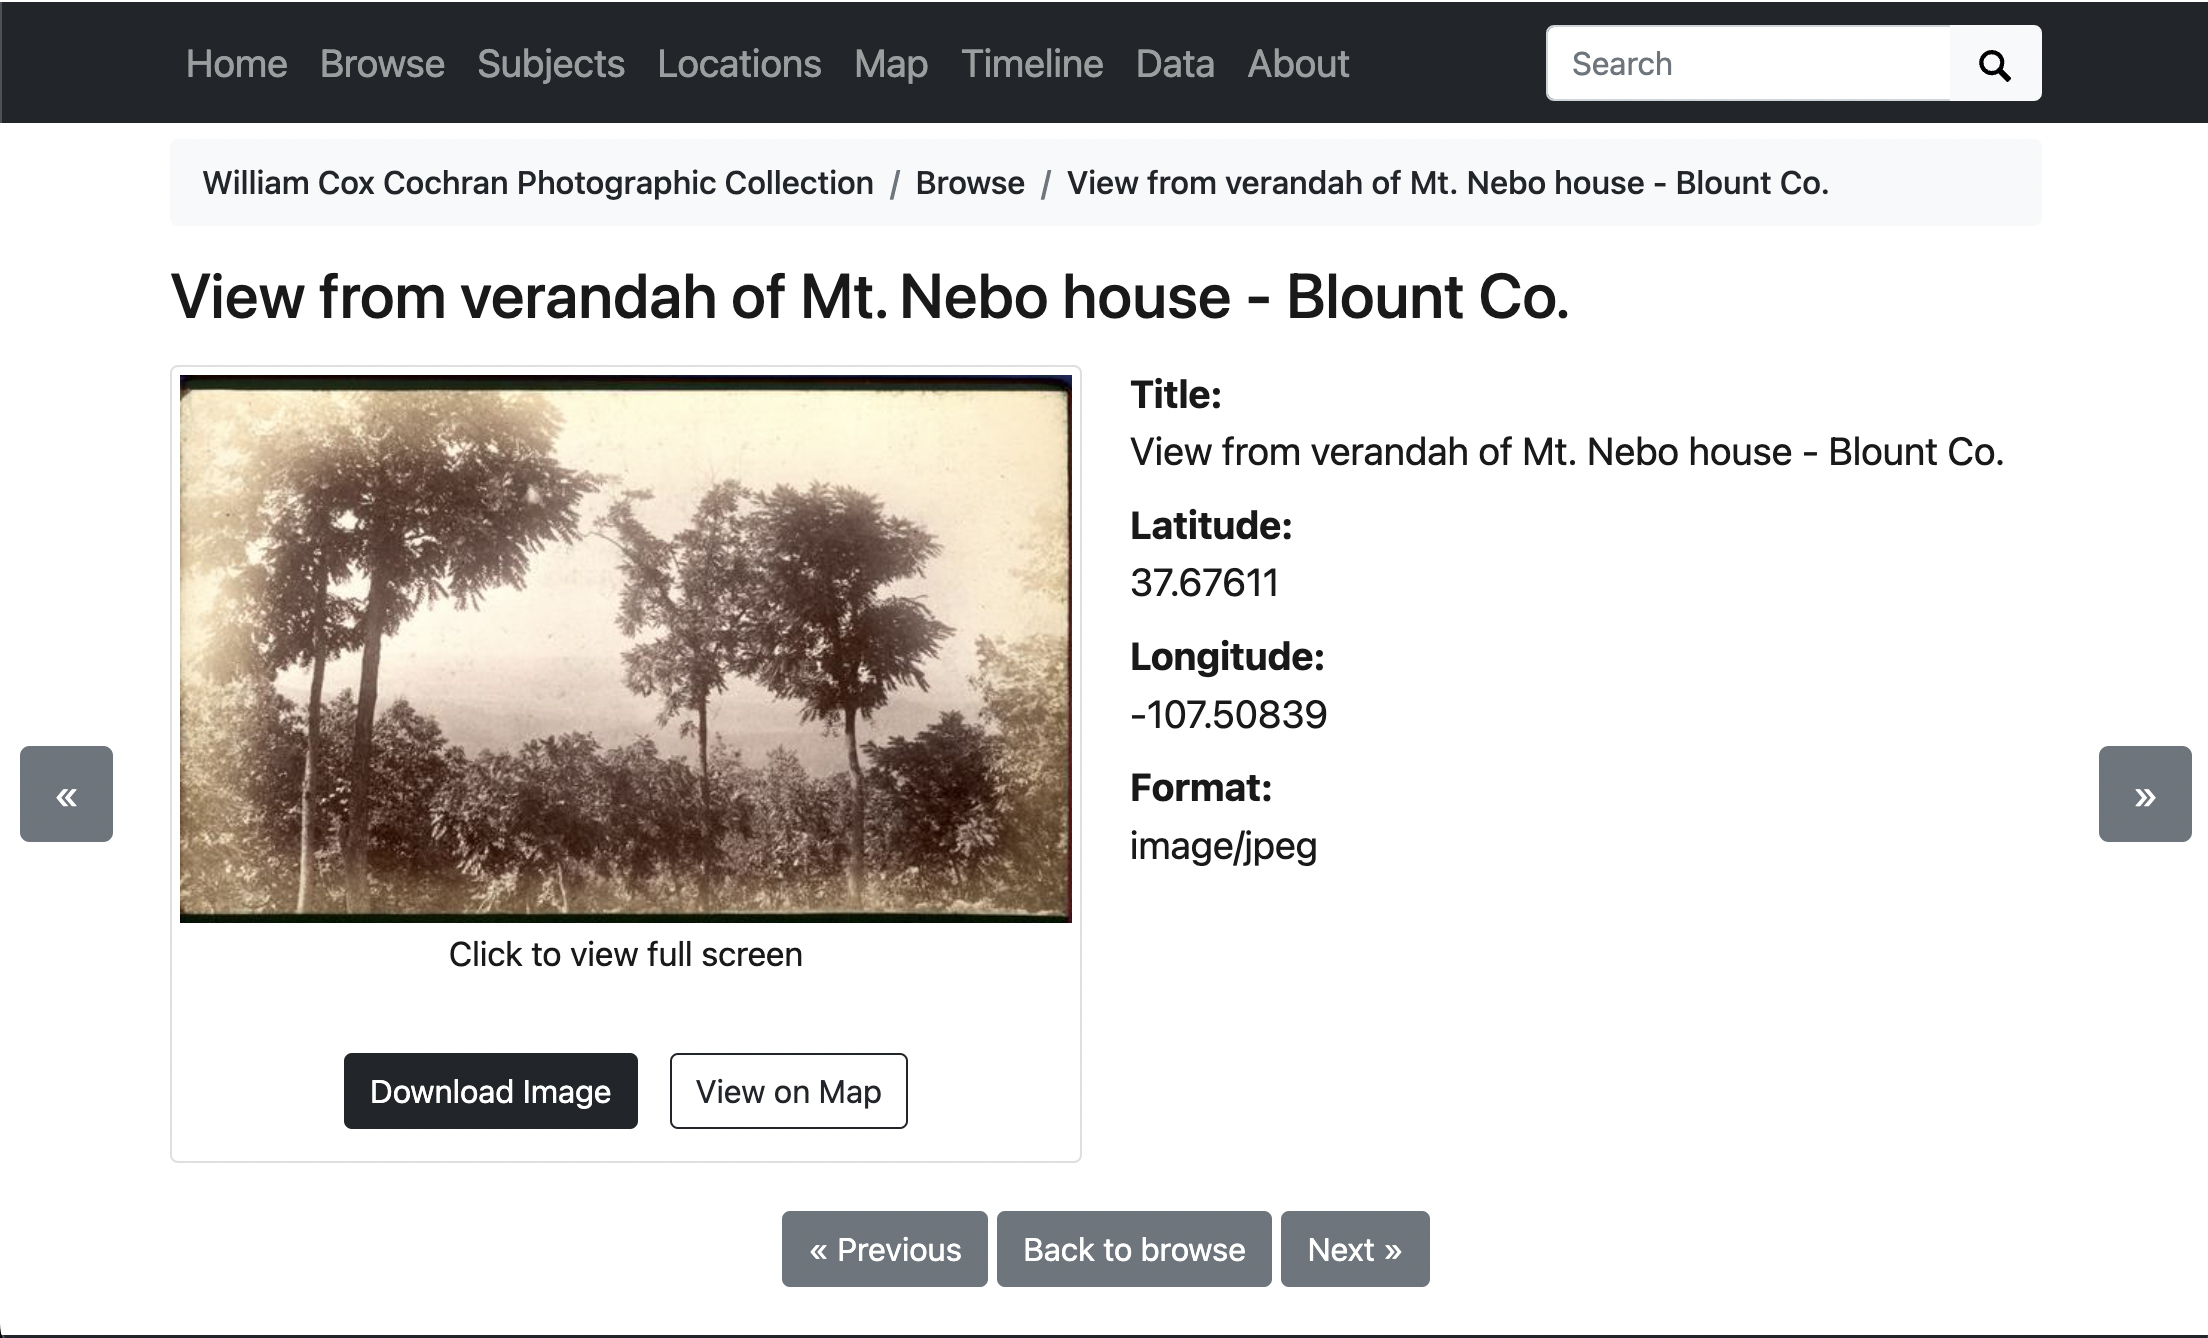 Home Browse Subjects Locations Map Timeline Data About Search
William Cox Cochran Photographic Collection / Browse / View from verandah of Mt. Nebo house - Blount Co.
View from verandah of Mt. Nebo house - Blount Co.
Title:
View from verandah of Mt. Nebo house - Blount Co.
Latitude:
37.67611
Longitude:
-107.50839
Format:
image/jpeg
« »
Click to view full screen
Download Image View on Map
« Previous Back to browse Next »